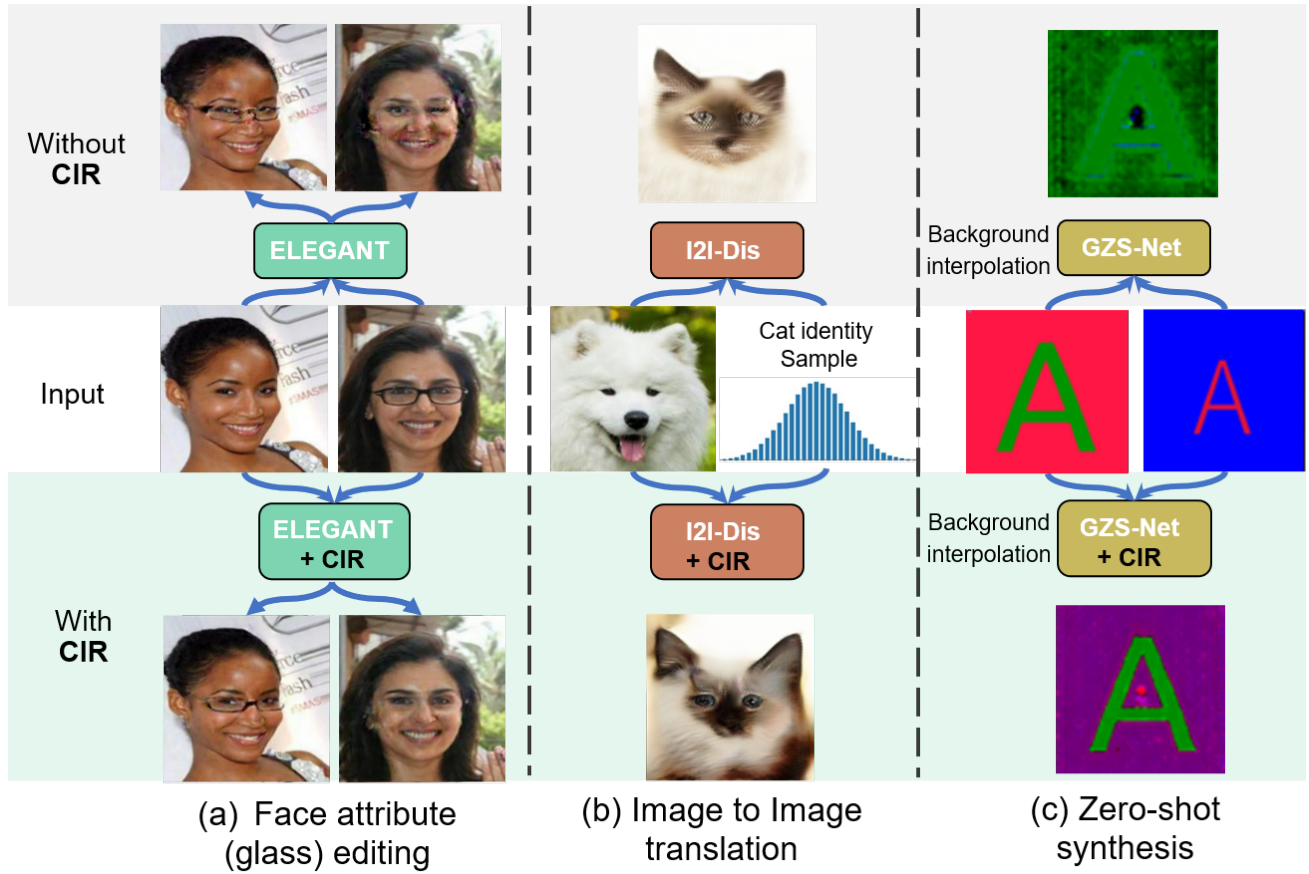 Without
CIR
ELEGANT
I2I-Dis
Background
interpolation
GZS-Net
Input
Cat identity
Sample
ELEGANT
+ CIR
I2I-Dis
+ CIR
Background
interpolation
GZS-Net
+ CIR
With
CIR
(a) Face attribute
(glass) editing
(b) Image to Image
translation
(c) Zero-shot
synthesis